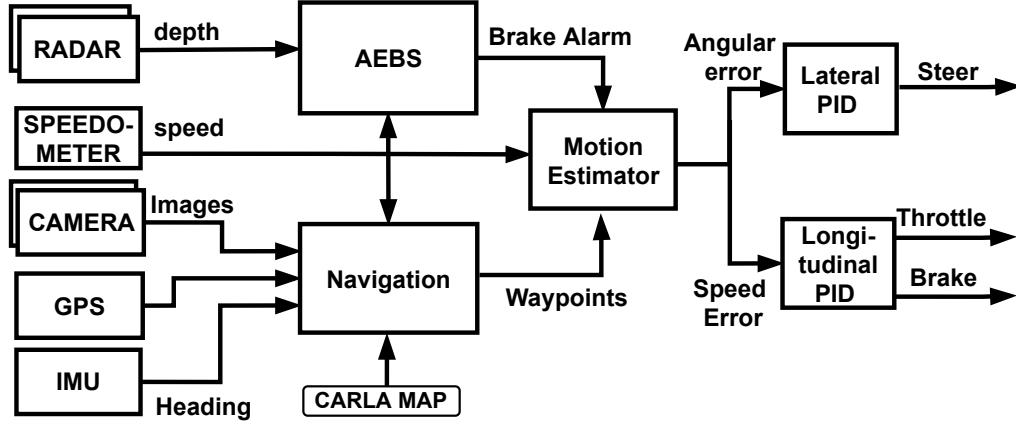 RADAR
depth
AEBS
Brake Alarm
Angular
error
Lateral
PID
Steer
SPEEDO-
METER
speed
Motion
Estimator
CAMERA
Images
Navigation
Waypoints
Longi-
tudinal
PID
Throttle
Brake
Speed
Error
GPS
IMU
Heading
CARLA MAP